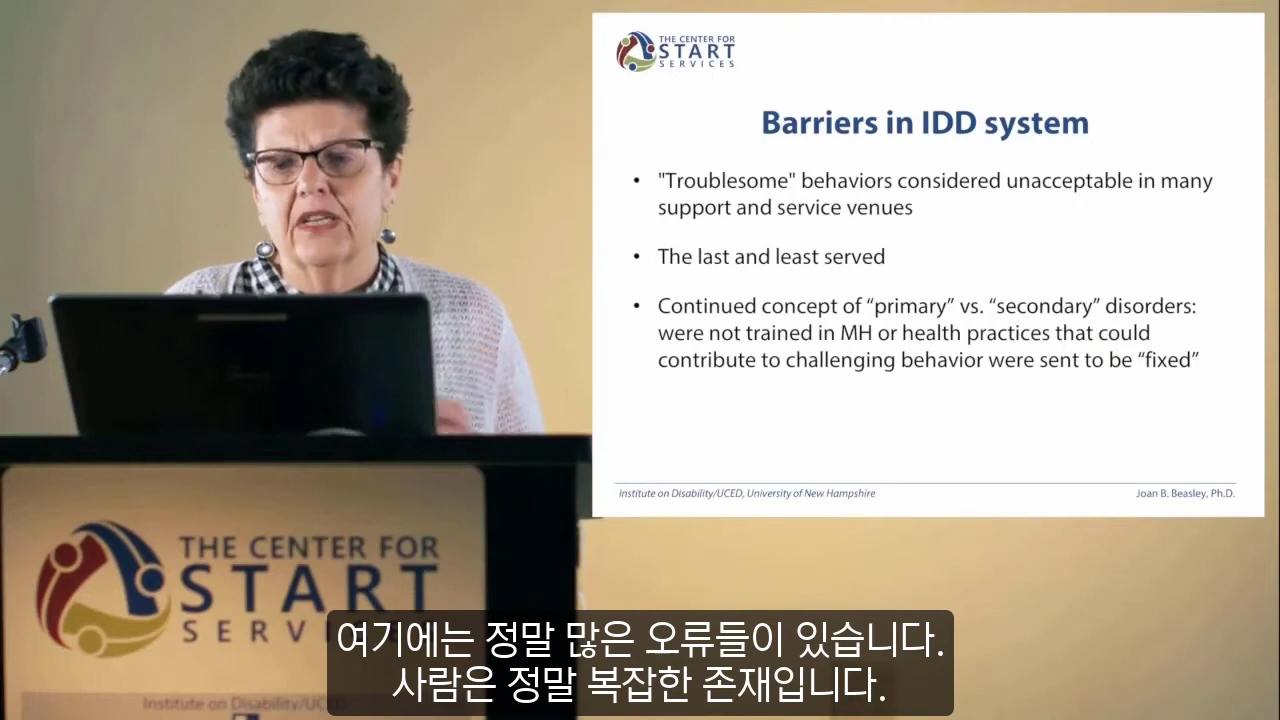 THE CENTER FOR
START
SERVICES
Barriers in IDD system
• "Troublesome" behaviors considered unacceptable in many
support and service venues
• The last and least served
• Continued concept of “primary” vs. “secondary” disorders:
were not trained in MH or health practices that could
contribute to challenging behavior were sent to be “fixed”
Institute on Disability/UCED, University of New Hampshire
Joan B. Beasley, Ph.D.
THE CENTER FOR
START
SERV
여기에는 정말 많은 오류들이 있습니다.
사람은 정말 복잡한 존재입니다.
Institute on Disability/UCED